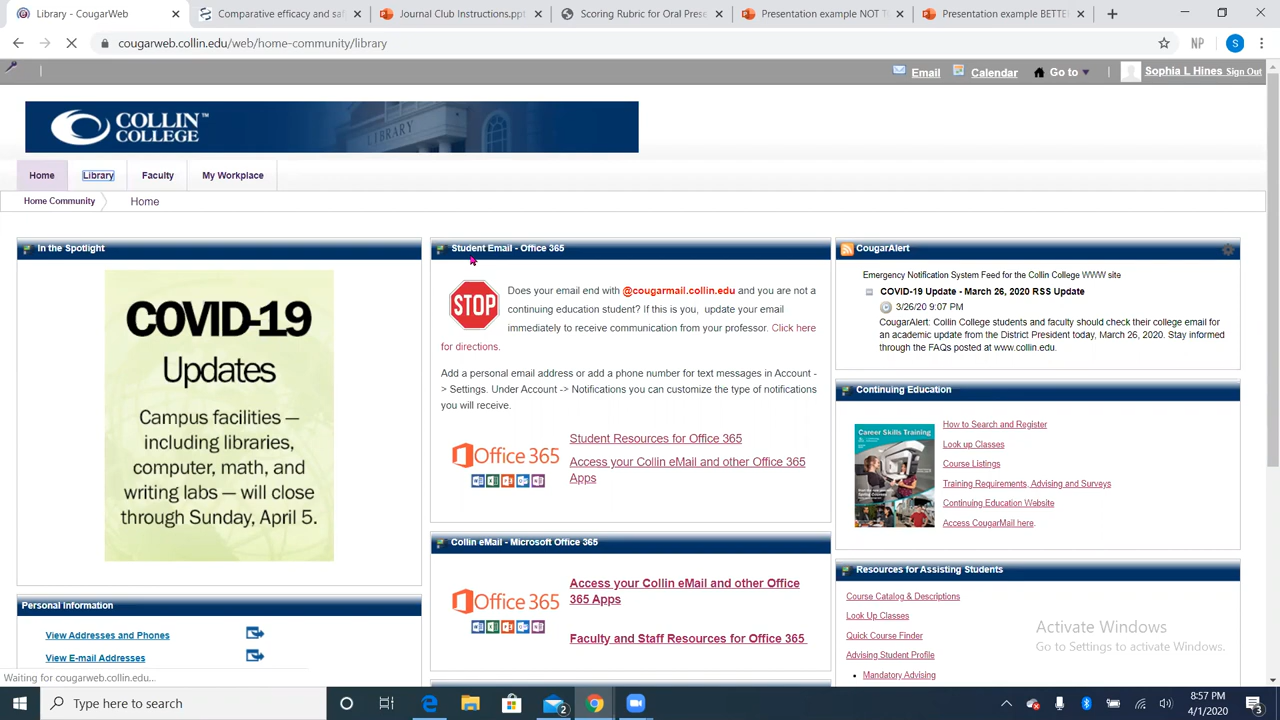 Library - CougarWeb
Comparative efficacy and saf
Journal Club Instructions.ppt
Scoring Rubric for Oral Prese
Presentation example NOT T
Presentation example BETTE
cougarweb.collin.edu/web/home-community/library
NP
S
Email
Calendar
Go to
Sophia L Hines Sign Out
COLLIN COLLEGE
LIBRARY
Home
Library
Faculty
My Workplace
Home Community
Home
In the Spotlight
COVID-19
Updates
Campus facilities —
including libraries,
computer, math, and
writing labs — will close
through Sunday, April 5.
Personal Information
View Addresses and Phones
View E-mail Addresses
Student Email - Office 365
STOP
Does your email end with @cougarmail.collin.edu and you are not a
continuing education student? If this is you, update your email
immediately to receive communication from your professor. Click here
for directions.
Add a personal email address or add a phone number for text messages in Account -
> Settings. Under Account -> Notifications you can customize the type of notifications
you will receive.
Office 365
Student Resources for Office 365
Access your Collin eMail and other Office 365
Apps
Collin eMail - Microsoft Office 365
Office 365
Access your Collin eMail and other Office
365 Apps
Faculty and Staff Resources for Office 365
CougarAlert
Emergency Notification System Feed for the Collin College WWW site
COVID-19 Update - March 26, 2020 RSS Update
3/26/20 9:07 PM
CougarAlert: Collin College students and faculty should check their college email for
an academic update from the District President today, March 26, 2020. Stay informed
through the FAQs posted at www.collin.edu.
Continuing Education
Career Skills Training
How to Search and Register
Look up Classes
Course Listings
Training Requirements, Advising and Surveys
Continuing Education Website
Access CougarMail here.
Resources for Assisting Students
Course Catalog & Descriptions
Look Up Classes
Quick Course Finder
Advising Student Profile
Mandatory Advising
Activate Windows
Go to Settings to activate Windows.
Waiting for cougarweb.collin.edu...
Type here to search
2
8:57 PM
4/1/2020
3